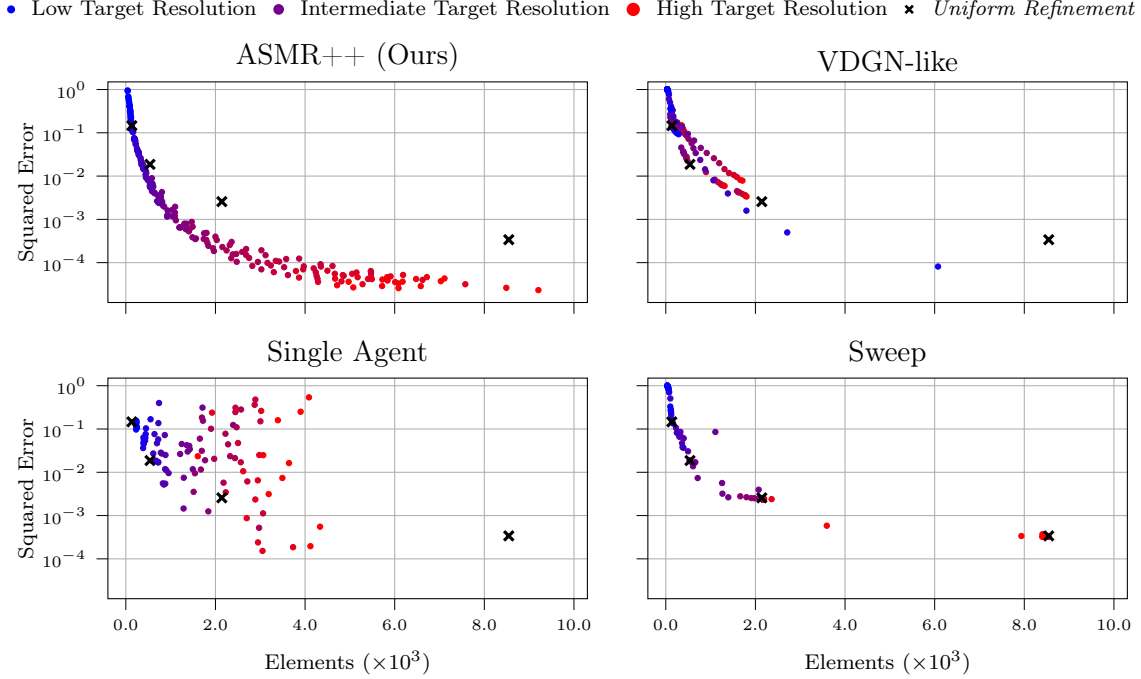 Low Target Resolution Intermediate Target Resolution High Target Resolution Uniform Refinement
ASMR++ (Ours) VDGN-like
10^0
10^-1
10^-2
10^-3
10^-4
Squared Error
Single Agent Sweep
10^0
10^-1
10^-2
10^-3
10^-4
Squared Error
0.0 2.0 4.0 6.0 8.0 10.0 0.0 2.0 4.0 6.0 8.0 10.0
Elements (×10^3) Elements (×10^3)